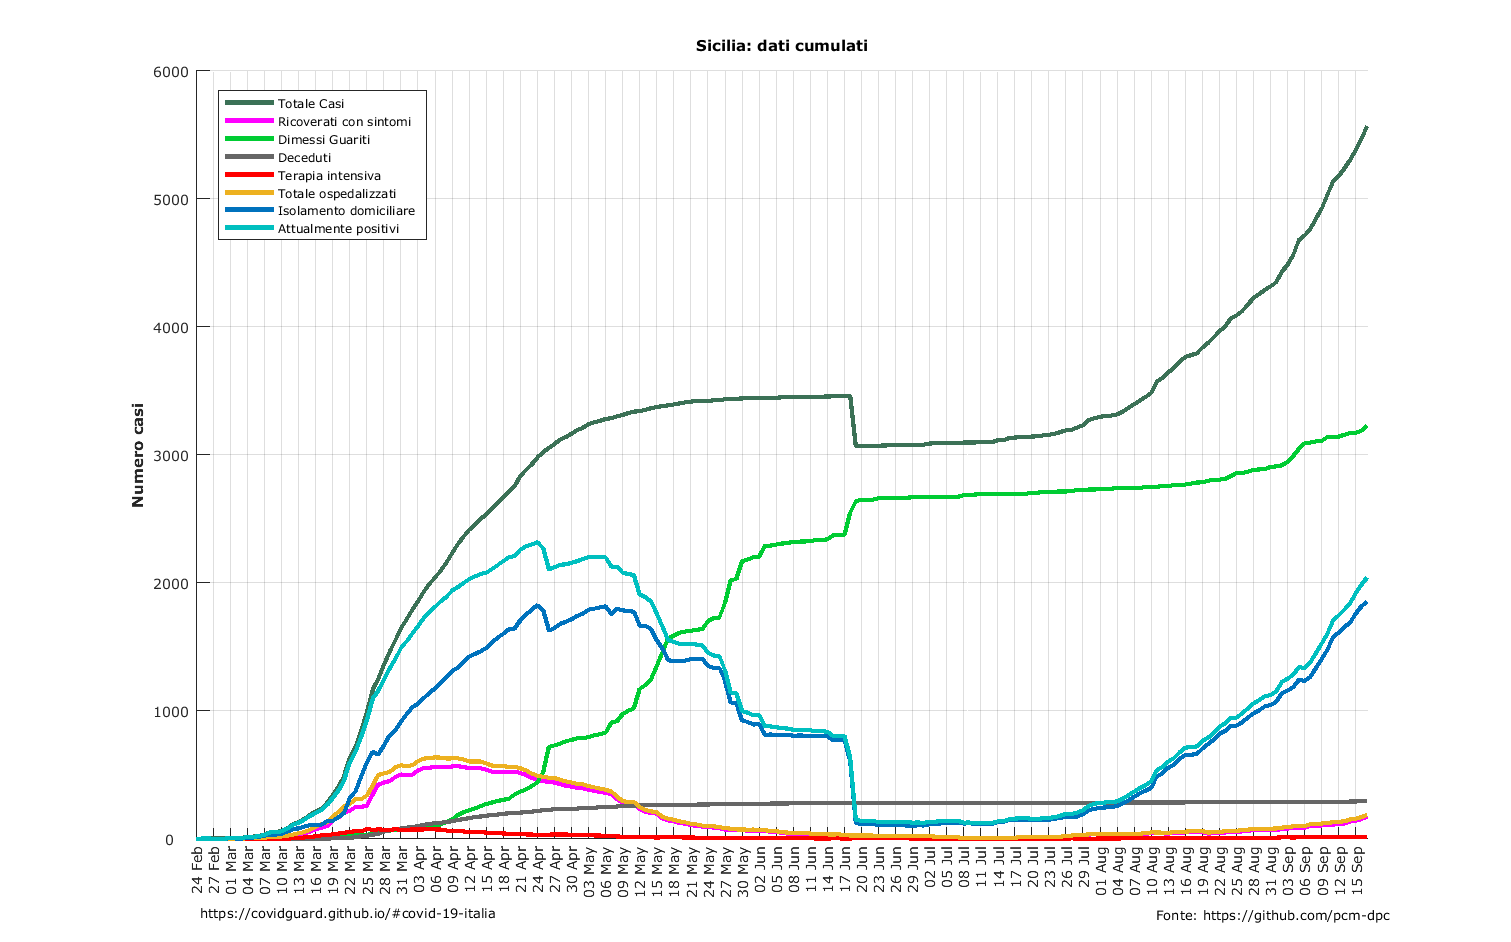 Sicilia: dati cumulati
Numero casi
6000
5000
4000
3000
2000
1000
0
Totale Casi
Ricoverati con sintomi
Dimessi Guariti
Deceduti
Terapia intensiva
Totale ospedalizzati
Isolamento domiciliare
Attualmente positivi
24 Feb
27 Feb
01 Mar
04 Mar
07 Mar
10 Mar
13 Mar
16 Mar
19 Mar
22 Mar
25 Mar
28 Mar
31 Mar
03 Apr
06 Apr
09 Apr
12 Apr
15 Apr
18 Apr
21 Apr
24 Apr
27 Apr
30 Apr
03 May
06 May
09 May
12 May
15 May
18 May
21 May
24 May
27 May
30 May
02 Jun
05 Jun
08 Jun
11 Jun
14 Jun
17 Jun
20 Jun
23 Jun
26 Jun
29 Jun
02 Jul
05 Jul
08 Jul
11 Jul
14 Jul
17 Jul
20 Jul
23 Jul
26 Jul
29 Jul
01 Aug
04 Aug
07 Aug
10 Aug
13 Aug
16 Aug
19 Aug
22 Aug
25 Aug
28 Aug
31 Aug
03 Sep
06 Sep
09 Sep
12 Sep
15 Sep
https://covidguard.github.io/#covid-19-italia
Fonte: https://github.com/pcm-dpc